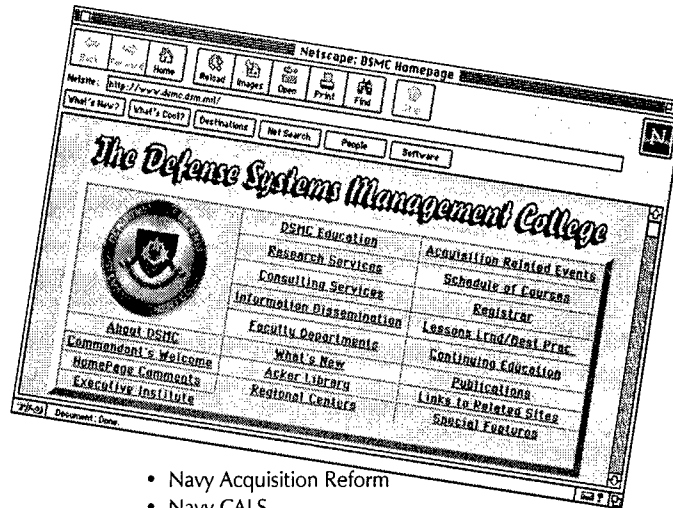 Netscape: DSMC Homepage
Back Forward Home Reload Images Open Print Find Stop
Netsite: http://www.dsmc.dsm.mil/
What's New? What's Cool? Destinations Net Search People Software
The Defense Systems Management College
DSMC Education
Research Services
Consulting Services
Information Dissemination
Faculty Departments
What's New
Acker Library
Regional Centers
Acquisition Related Events
Schedule of Courses
Registrar
Lessons Lrnd/Best Prac.
Continuing Education
Publications
Links to Related Sites
Special Features
About DSMC
Commandant's Welcome
HomePage Comments
Executive Institute
Document: Done.
• Navy Acquisition Reform
• Navy CALS